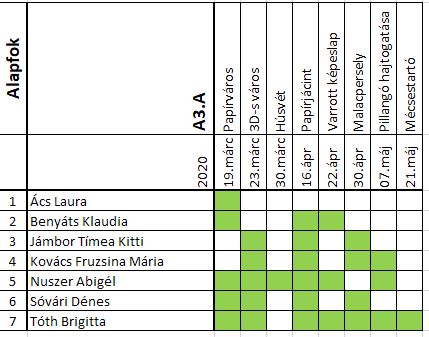 Alapfok
A3.A
2020
19.márc Papírváros
23.márc 3D-s város
30.márc Húsvét
16.ápr Papírjácint
22.ápr Varrott képeslap
30.ápr Malacpersely
07.máj Pillangó hajtogatása
21.máj Mécsestartó
1 Ács Laura
2 Benyáts Klaudia
3 Jámbor Tímea Kitti
4 Kovács Fruzsina Mária
5 Nuszer Abigél
6 Sóvári Dénes
7 Tóth Brigitta